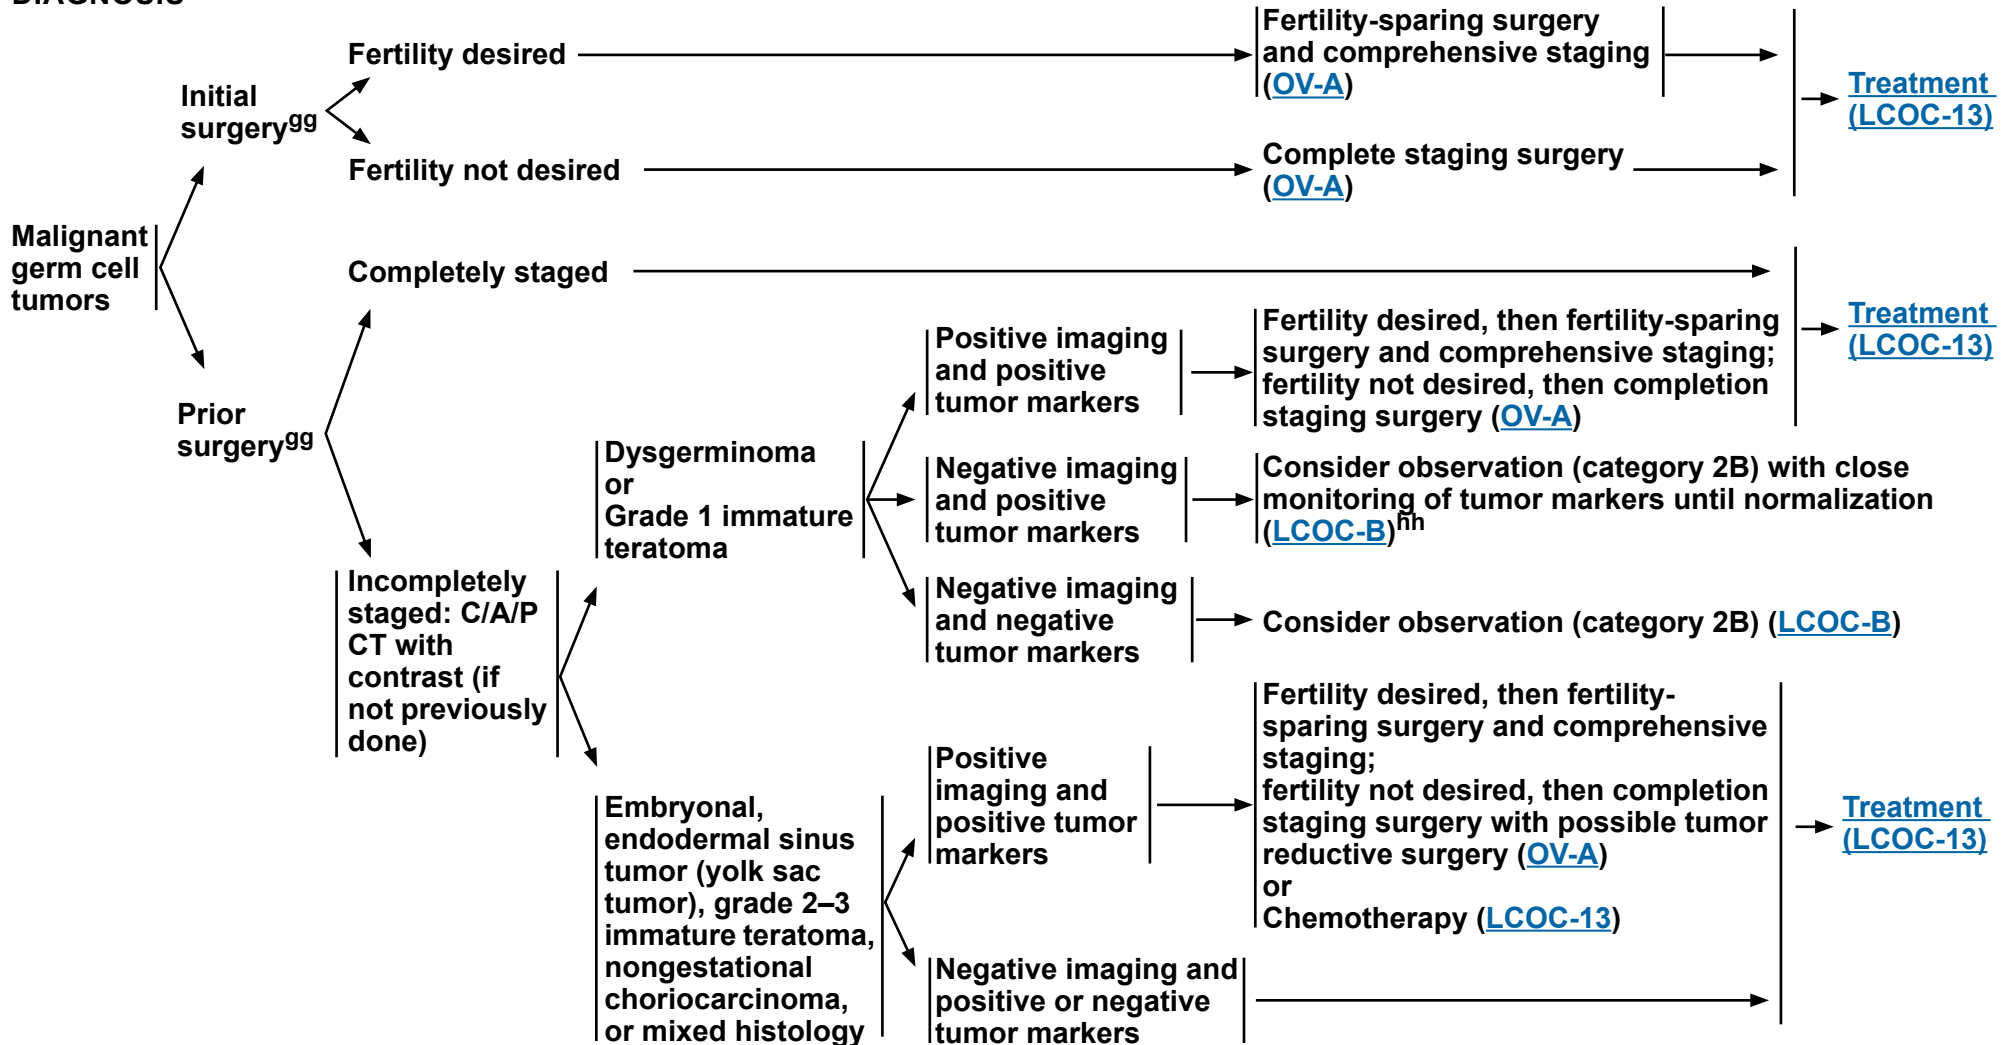 DIAGNOSIS
Initial
surgerygg
Fertility desired
Fertility-sparing surgery
and comprehensive staging
(OV-A)
Fertility not desired
Complete staging surgery
(OV-A)
Treatment
(LCOC-13)
Malignant
germ cell
tumors
Prior
surgerygg
Completely staged
Treatment
(LCOC-13)
Incompletely
staged: C/A/P
CT with
contrast (if
not previously
done)
Dysgerminoma
or
Grade 1 immature
teratoma
Positive imaging
and positive
tumor markers
Fertility desired, then fertility-sparing
surgery and comprehensive staging;
fertility not desired, then completion
staging surgery (OV-A)
Negative imaging
and positive
tumor markers
Consider observation (category 2B) with close
monitoring of tumor markers until normalization
(LCOC-B)hh
Negative imaging
and negative
tumor markers
Consider observation (category 2B) (LCOC-B)
Embryonal,
endodermal sinus
tumor (yolk sac
tumor), grade 2–3
immature teratoma,
nongestational
choriocarcinoma,
or mixed histology
Positive
imaging and
positive tumor
markers
Fertility desired, then fertility-
sparing surgery and comprehensive
staging;
fertility not desired, then completion
staging surgery with possible tumor
reductive surgery (OV-A)
or
Chemotherapy (LCOC-13)
Negative imaging and
positive or negative
tumor markers
Treatment
(LCOC-13)